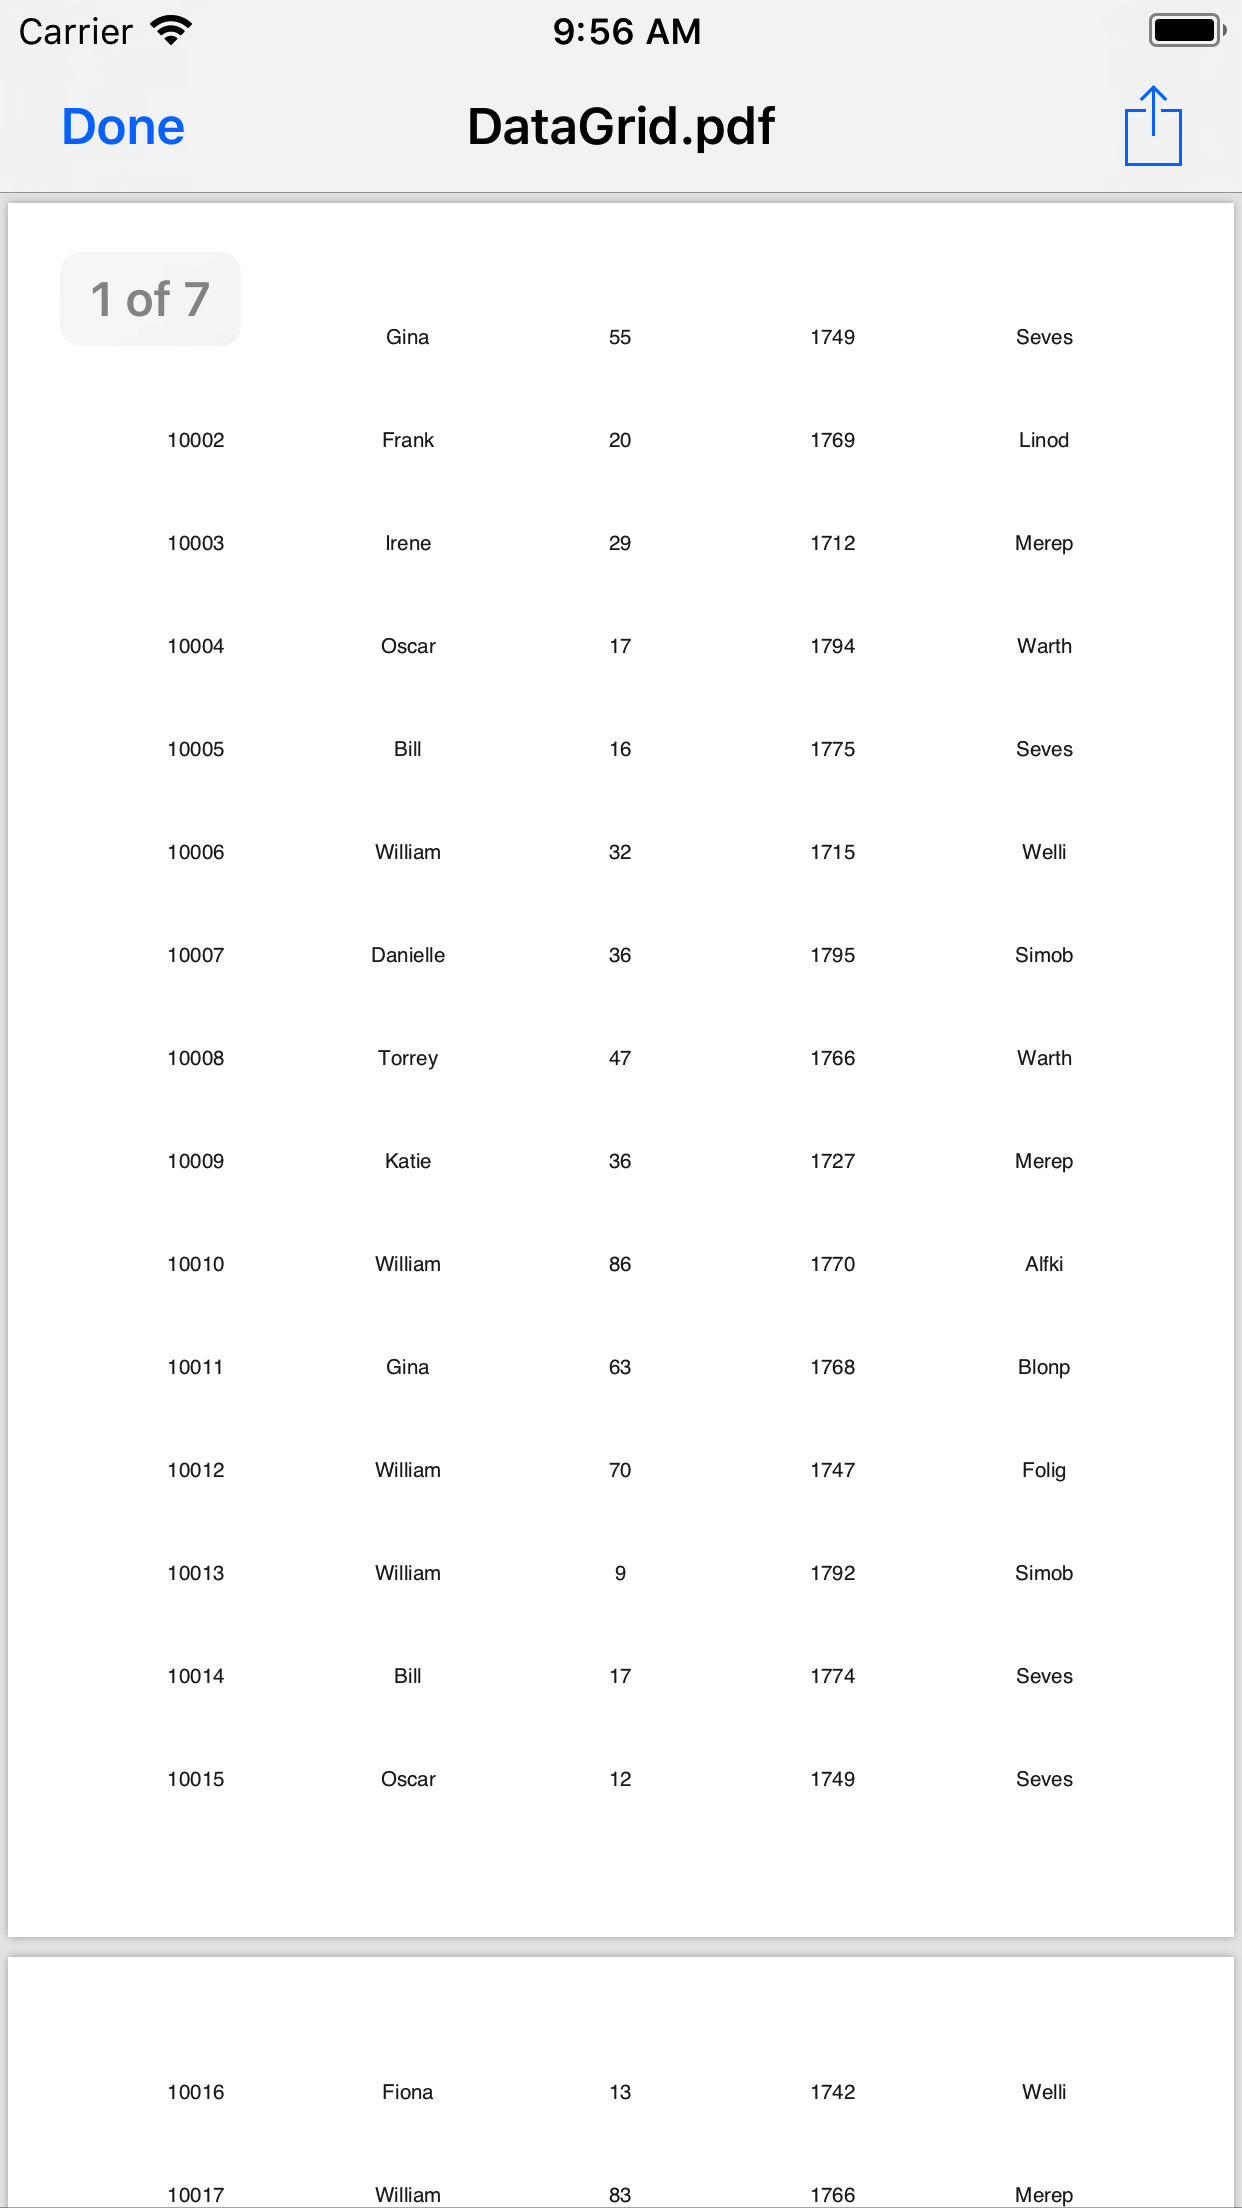 Carrier 9:56 AM
Done DataGrid.pdf
1 of 7
Gina 55 1749 Seves
10002 Frank 20 1769 Linod
10003 Irene 29 1712 Merep
10004 Oscar 17 1794 Warth
10005 Bill 16 1775 Seves
10006 William 32 1715 Welli
10007 Danielle 36 1795 Simob
10008 Torrey 47 1766 Warth
10009 Katie 36 1727 Merep
10010 William 86 1770 Alfki
10011 Gina 63 1768 Blonp
10012 William 70 1747 Folig
10013 William 9 1792 Simob
10014 Bill 17 1774 Seves
10015 Oscar 12 1749 Seves
10016 Fiona 13 1742 Welli
10017 William 83 1766 Merep